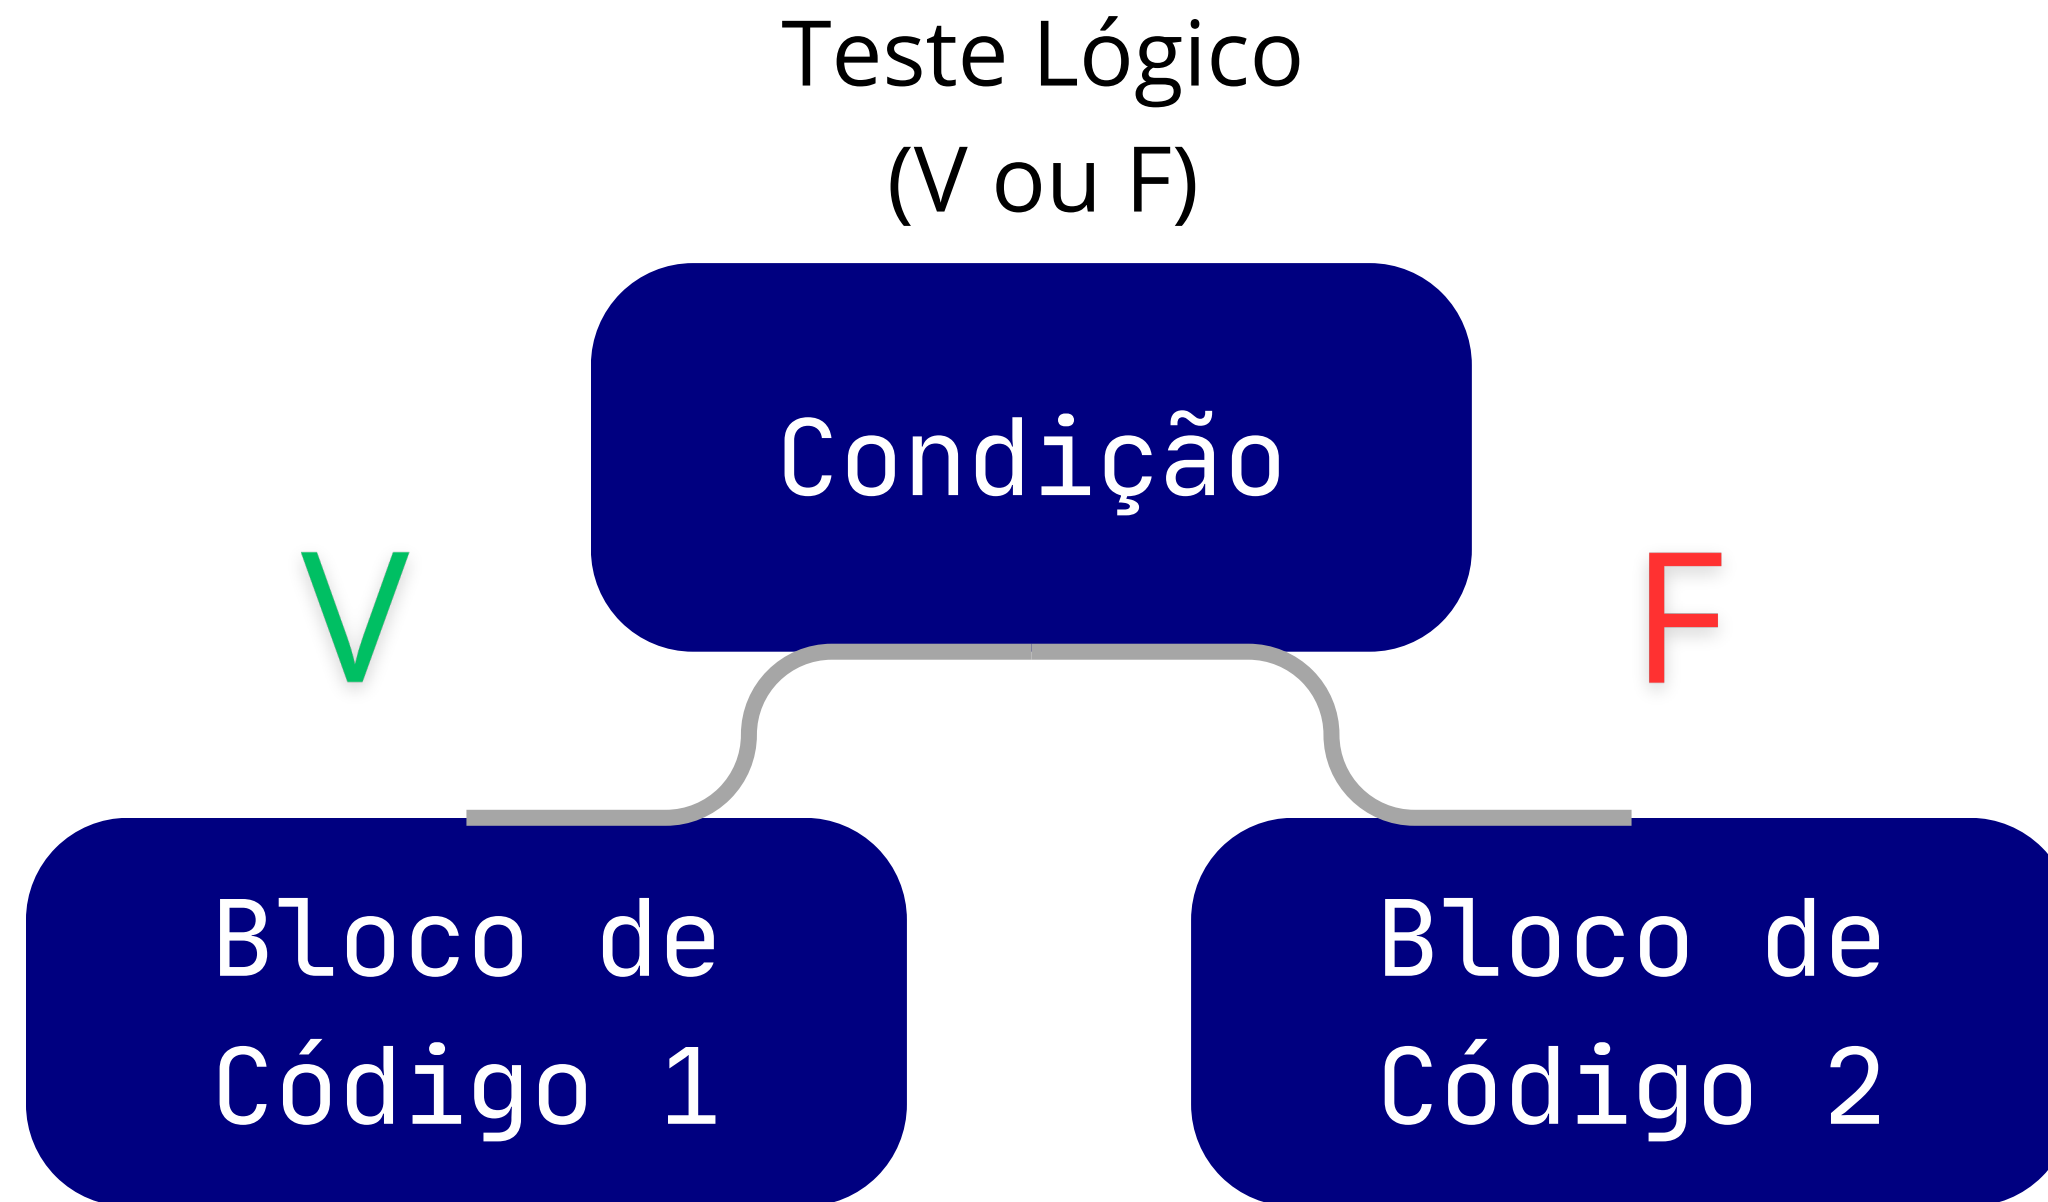 Teste Lógico
(V ou F)
Condição
V
F
Bloco de
Código 1
Bloco de
Código 2